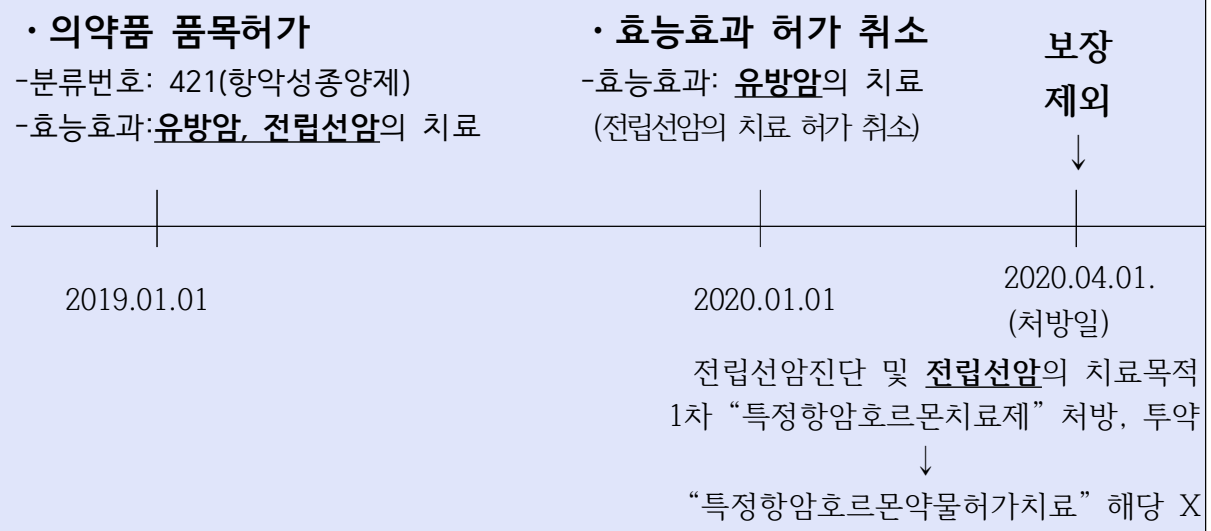 · 의약품 품목허가
-분류번호: 421(항악성종양제)
-효능효과:유방암, 전립선암의 치료
· 효능효과 허가 취소
-효능효과: 유방암의 치료
(전립선암의 치료 허가 취소)
보장
제외
↓
2019.01.01
2020.01.01
2020.04.01.
(처방일)
전립선암진단 및 전립선암의 치료목적
1차 “특정항암호르몬치료제” 처방, 투약
↓
“특정항암호르몬약물허가치료” 해당 X